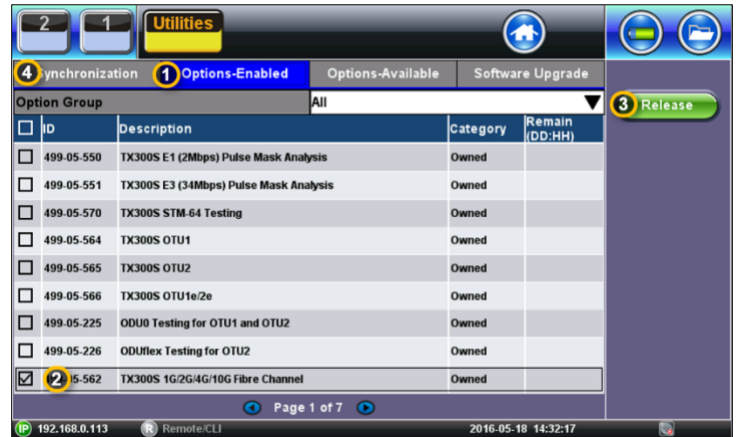 2 1 Utilities
4 ynchronization 1 Options-Enabled Options-Available Software Upgrade
Option Group All
3 Release
ID Description Category Remain
(DD:HH)
499-05-550 TX300S E1 (2Mbps) Pulse Mask Analysis Owned
499-05-551 TX300S E3 (34Mbps) Pulse Mask Analysis Owned
499-05-570 TX300S STM-64 Testing Owned
499-05-564 TX300S OTU1 Owned
499-05-565 TX300S OTU2 Owned
499-05-566 TX300S OTU1e/2e Owned
499-05-225 ODU0 Testing for OTU1 and OTU2 Owned
499-05-226 ODUflex Testing for OTU2 Owned
2 5-562 TX300S 1G/2G/4G/10G Fibre Channel Owned
Page 1 of 7
IP 192.168.0.113 R Remote/CLI 2016-05-18 14:32:17